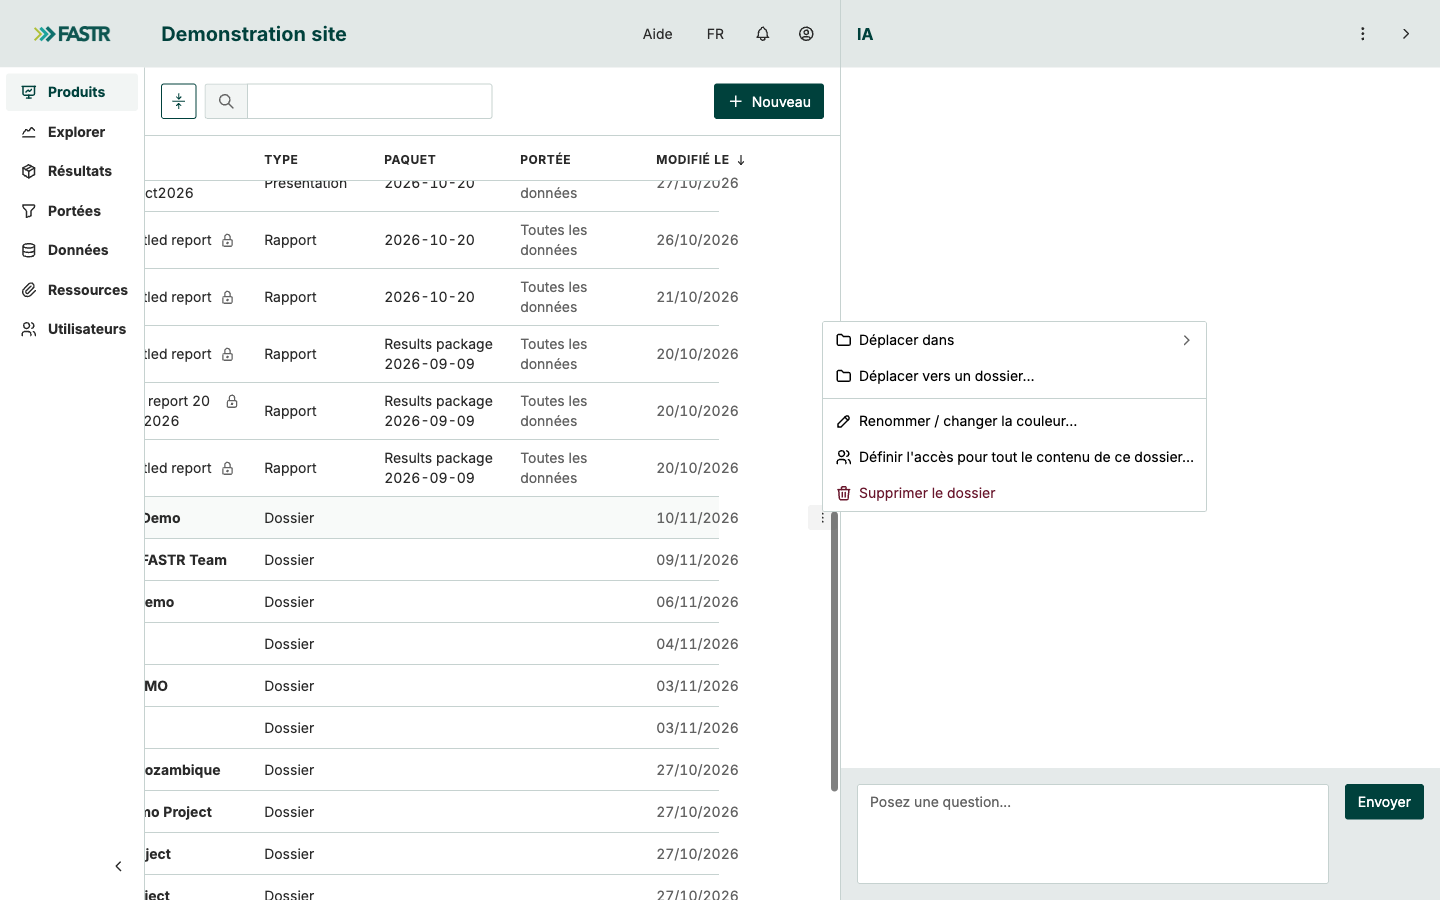 FASTR
Demonstration site
Aide
FR
IA
Produits
Explorer
Résultats
Portées
Données
Ressources
Utilisateurs
Nouveau
TYPE
PAQUET
PORTÉE
MODIFIÉ LE
ct2026
Présentation
2026-10-20
données
27/10/2026
tled report
Rapport
2026-10-20
Toutes les
données
26/10/2026
tled report
Rapport
2026-10-20
Toutes les
données
21/10/2026
tled report
Rapport
Results package
2026-09-09
Toutes les
données
20/10/2026
report 20
2026
Rapport
Results package
2026-09-09
Toutes les
données
20/10/2026
tled report
Rapport
Results package
2026-09-09
Toutes les
données
20/10/2026
Demo
Dossier
10/11/2026
FASTR Team
Dossier
09/11/2026
emo
Dossier
06/11/2026
Dossier
04/11/2026
MO
Dossier
03/11/2026
Dossier
03/11/2026
ozambique
Dossier
27/10/2026
no Project
Dossier
27/10/2026
ject
Dossier
27/10/2026
ject
Dossier
27/10/2026
Déplacer dans
Déplacer vers un dossier...
Renommer / changer la couleur...
Définir l'accès pour tout le contenu de ce dossier...
Supprimer le dossier
Posez une question...
Envoyer